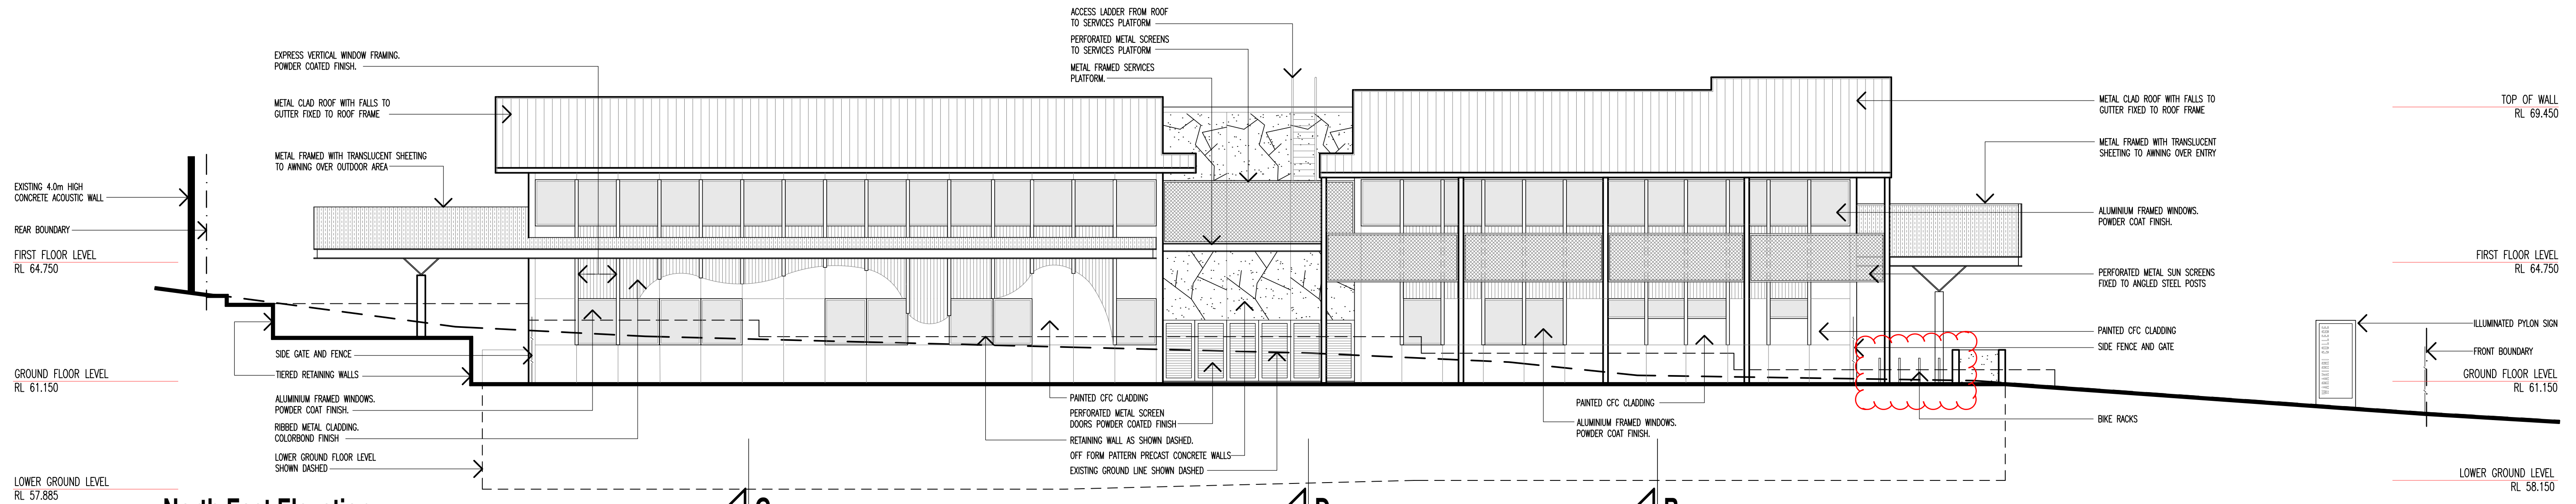 ACCESS LADDER FROM ROOF
TO SERVICES PLATFORM
PERFORATED METAL SCREENS
TO SERVICES PLATFORM
METAL FRAMED SERVICES
PLATFORM.
EXPRESS VERTICAL WINDOW FRAMING.
POWDER COATED FINISH.
METAL CLAD ROOF WITH FALLS TO
GUTTER FIXED TO ROOF FRAME
METAL FRAMED WITH TRANSLUCENT SHEETING
TO AWNING OVER OUTDOOR AREA
EXISTING 4.0m HIGH
CONCRETE ACOUSTIC WALL
REAR BOUNDARY
FIRST FLOOR LEVEL
RL 64.750
SIDE GATE AND FENCE
TIERED RETAINING WALLS
GROUND FLOOR LEVEL
RL 61.150
ALUMINIUM FRAMED WINDOWS.
POWDER COAT FINISH.
RIBBED METAL CLADDING.
COLORBOND FINISH
LOWER GROUND FLOOR LEVEL
SHOWN DASHED
LOWER GROUND LEVEL
RL 57.885
PAINTED CFC CLADDING
PERFORATED METAL SCREEN
DOORS POWDER COATED FINISH
RETAINING WALL AS SHOWN DASHED.
OFF FORM PATTERN PRECAST CONCRETE WALLS
EXISTING GROUND LINE SHOWN DASHED
PAINTED CFC CLADDING
ALUMINIUM FRAMED WINDOWS.
POWDER COAT FINISH.
METAL CLAD ROOF WITH FALLS TO
GUTTER FIXED TO ROOF FRAME
METAL FRAMED WITH TRANSLUCENT
SHEETING TO AWNING OVER ENTRY
ALUMINIUM FRAMED WINDOWS.
POWDER COAT FINISH.
PERFORATED METAL SUN SCREENS
FIXED TO ANGLED STEEL POSTS
PAINTED CFC CLADDING
SIDE FENCE AND GATE
BIKE RACKS
TOP OF WALL
RL 69.450
FIRST FLOOR LEVEL
RL 64.750
ILLUMINATED PYLON SIGN
FRONT BOUNDARY
GROUND FLOOR LEVEL
RL 61.150
LOWER GROUND LEVEL
RL 58.150
North East Elevation